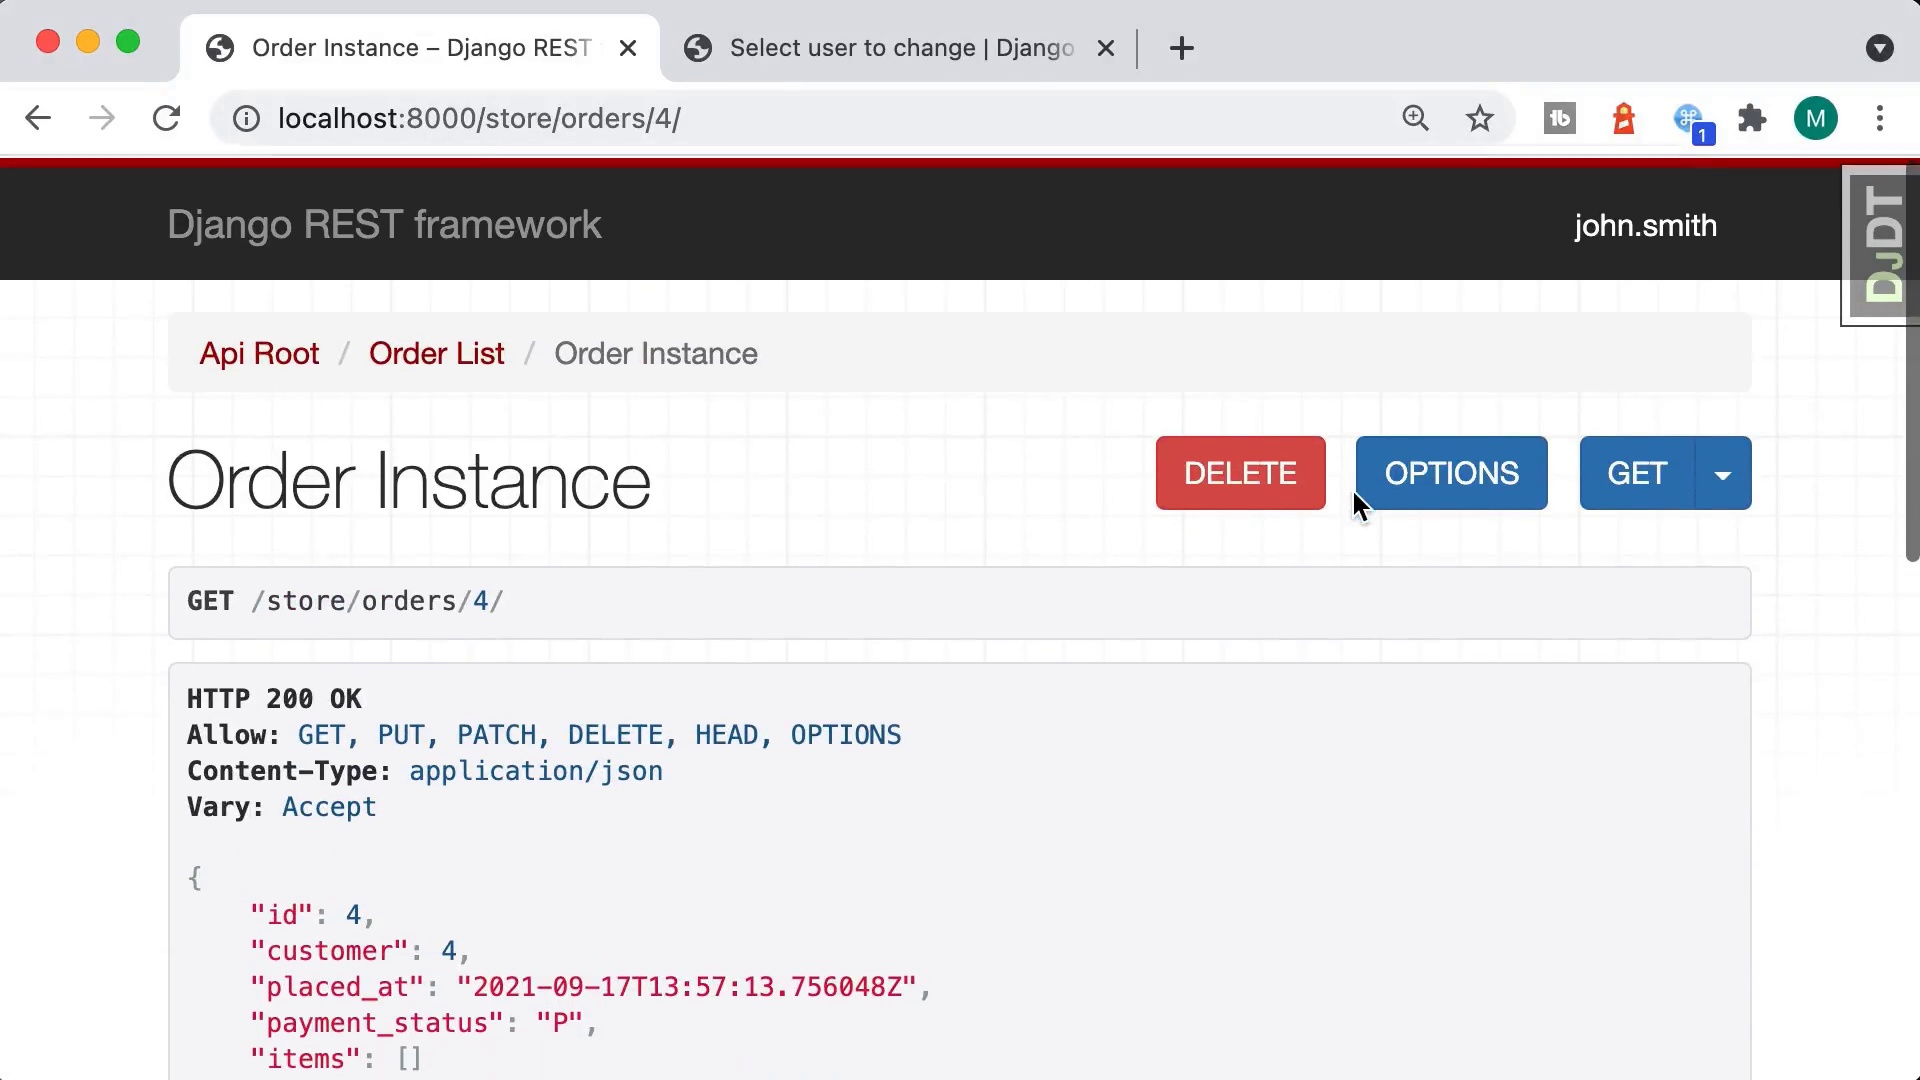 Order Instance – Django REST
Select user to change | Django
localhost:8000/store/orders/4/
tb
1
M
Django REST framework
john.smith
DJDT
Api Root / Order List / Order Instance
Order Instance
DELETE
OPTIONS
GET
GET /store/orders/4/
HTTP 200 OK
Allow: GET, PUT, PATCH, DELETE, HEAD, OPTIONS
Content-Type: application/json
Vary: Accept
{
"id": 4,
"customer": 4,
"placed_at": "2021-09-17T13:57:13.756048Z",
"payment_status": "P",
"items": []